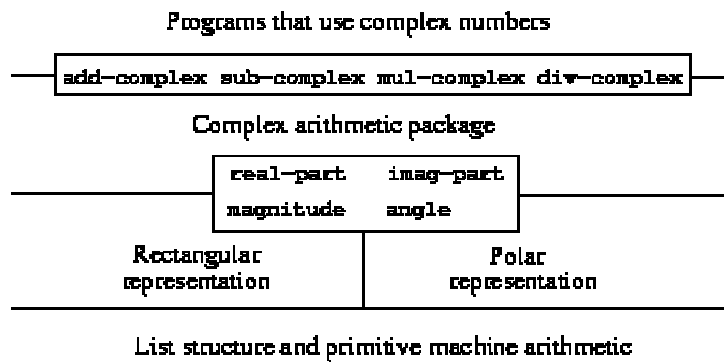 Programs that use complex numbers
add-complex sub-complex mul-complex div-complex
Complex arithmetic package
real-part imag-part
magnitude angle
Rectangular
representation
Polar
representation
List structure and primitive machine arithmetic